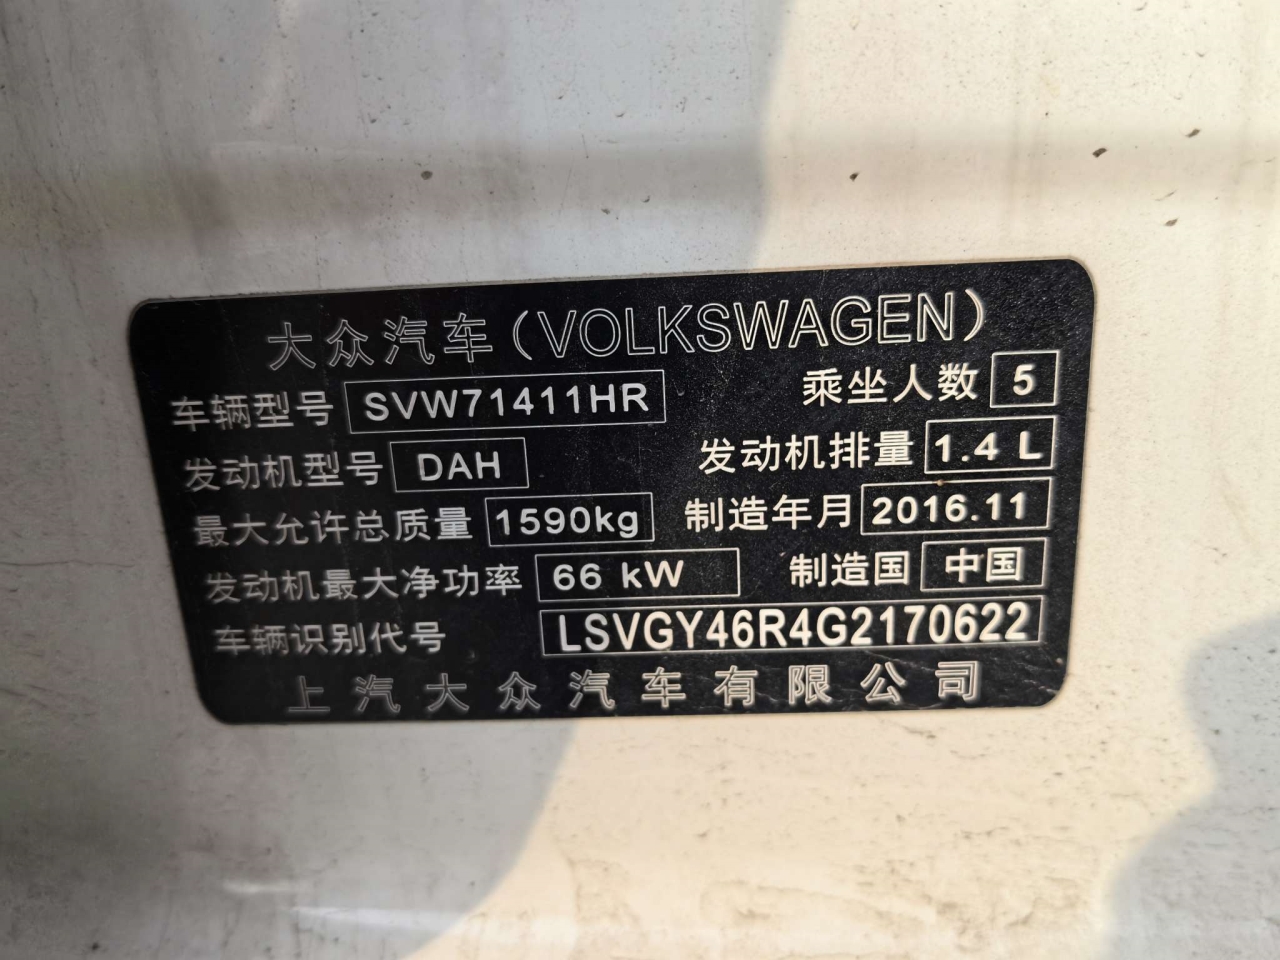 大众汽车(VOLKSWAGEN)
车辆型号 SVW71411HR 乘坐人数 5
发动机型号 DAH 发动机排量 1.4 L
最大允许总质量 1590kg 制造年月 2016.11
发动机最大净功率 66 kW 制造国 中国
车辆识别代号 LSVGY46R4G2170622
上汽大众汽车有限公司